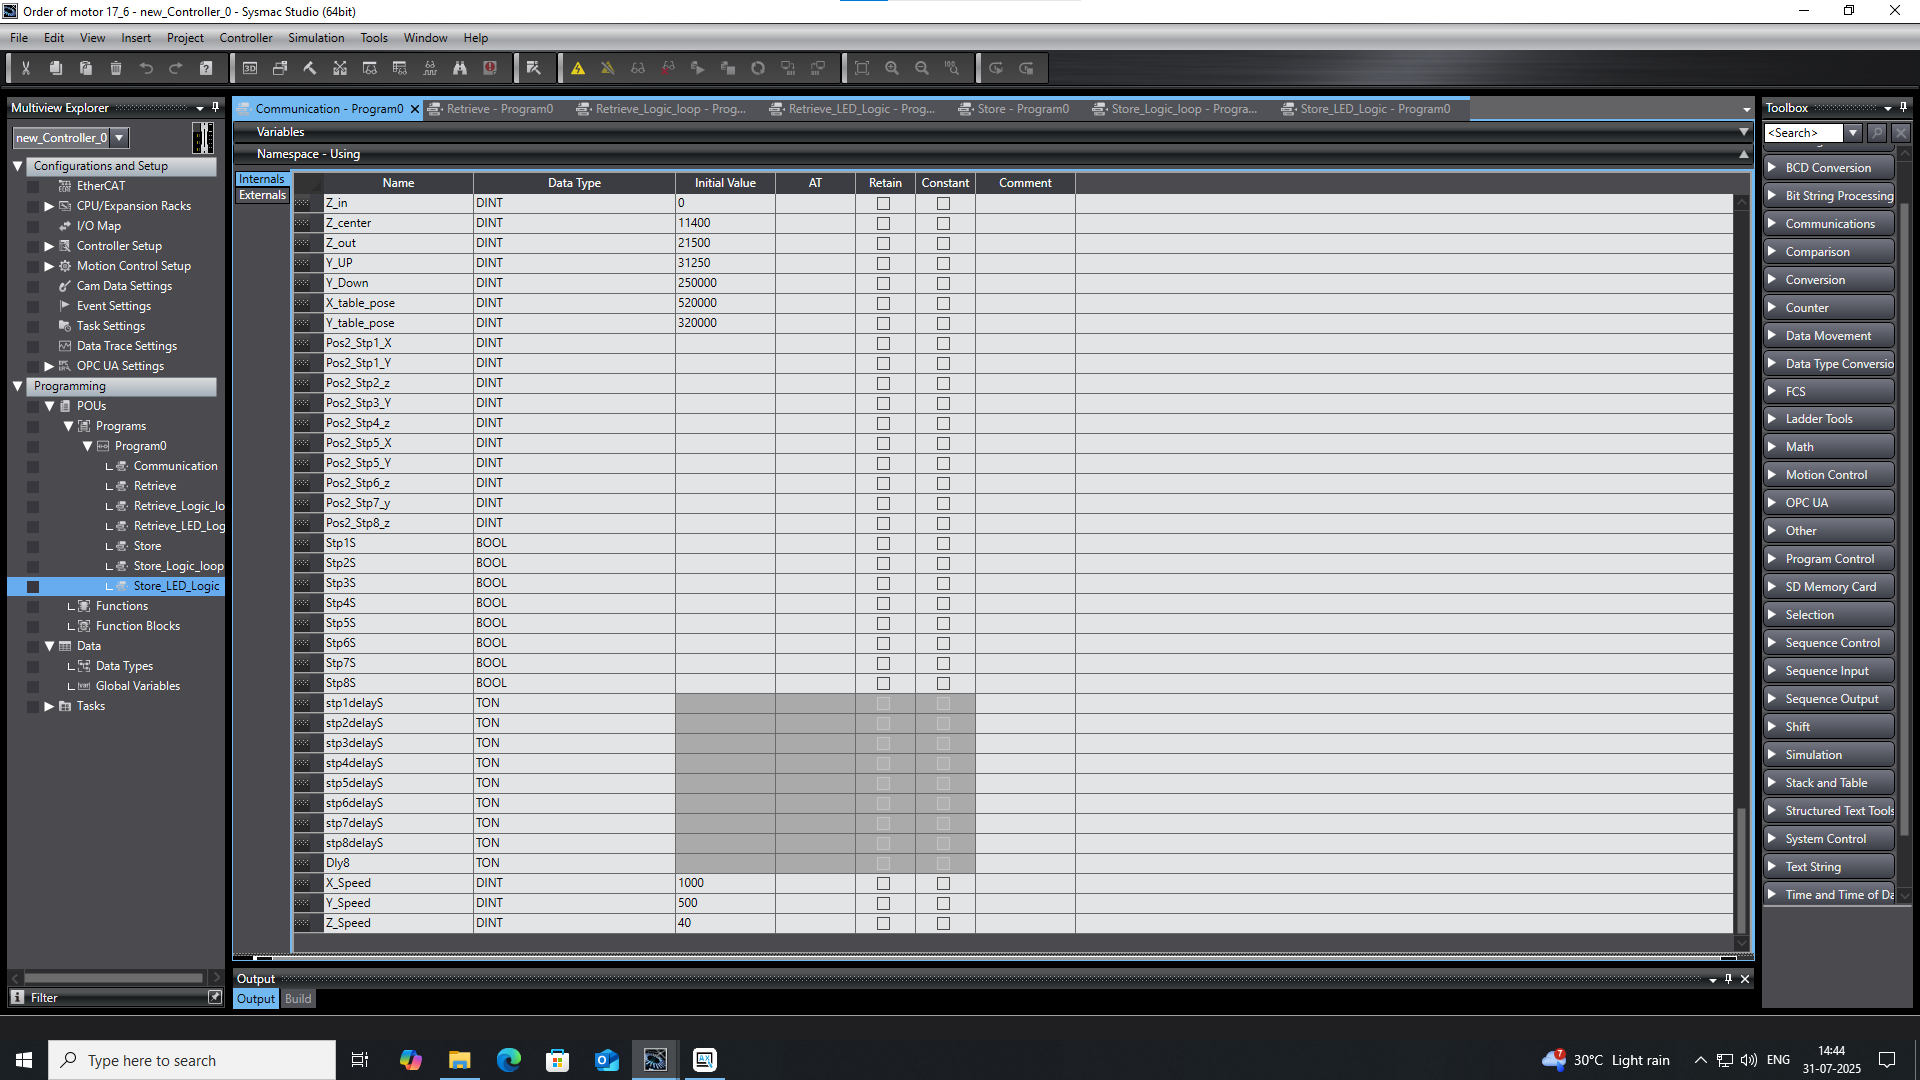 Order of motor 17_6 - new_Controller_0 - Sysmac Studio (64bit)
File Edit View Insert Project Controller Simulation Tools Window Help
Multiview Explorer
new_Controller_0
Configurations and Setup
EtherCAT
CPU/Expansion Racks
I/O Map
Controller Setup
Motion Control Setup
Cam Data Settings
Event Settings
Task Settings
Data Trace Settings
OPC UA Settings
Programming
POUs
Programs
Program0
Communication
Retrieve
Retrieve_Logic_lo
Retrieve_LED_Log
Store
Store_Logic_loop
Store_LED_Logic
Functions
Function Blocks
Data
Data Types
Global Variables
Tasks
Filter
Communication - Program0 Retrieve - Program0 Retrieve_Logic_loop - Prog... Retrieve_LED_Logic - Prog... Store - Program0 Store_Logic_loop - Progra... Store_LED_Logic - Program0
Variables
Namespace - Using
Internals
Externals
Name Data Type Initial Value AT Retain Constant Comment
Z_in DINT 0
Z_center DINT 11400
Z_out DINT 21500
Y_UP DINT 31250
Y_Down DINT 250000
X_table_pose DINT 520000
Y_table_pose DINT 320000
Pos2_Stp1_X DINT
Pos2_Stp1_Y DINT
Pos2_Stp2_z DINT
Pos2_Stp3_Y DINT
Pos2_Stp4_z DINT
Pos2_Stp5_X DINT
Pos2_Stp5_Y DINT
Pos2_Stp6_z DINT
Pos2_Stp7_y DINT
Pos2_Stp8_z DINT
Stp1S BOOL
Stp2S BOOL
Stp3S BOOL
Stp4S BOOL
Stp5S BOOL
Stp6S BOOL
Stp7S BOOL
Stp8S BOOL
stp1delayS TON
stp2delayS TON
stp3delayS TON
stp4delayS TON
stp5delayS TON
stp6delayS TON
stp7delayS TON
stp8delayS TON
Dly8 TON
X_Speed DINT 1000
Y_Speed DINT 500
Z_Speed DINT 40
Output
Output Build
Toolbox
<Search>
BCD Conversion
Bit String Processing
Communications
Comparison
Conversion
Counter
Data Movement
Data Type Conversio
FCS
Ladder Tools
Math
Motion Control
OPC UA
Other
Program Control
SD Memory Card
Selection
Sequence Control
Sequence Input
Sequence Output
Shift
Simulation
Stack and Table
Structured Text Tools
System Control
Text String
Time and Time of Da
Type here to search
30°C Light rain
ENG
14:44
31-07-2025